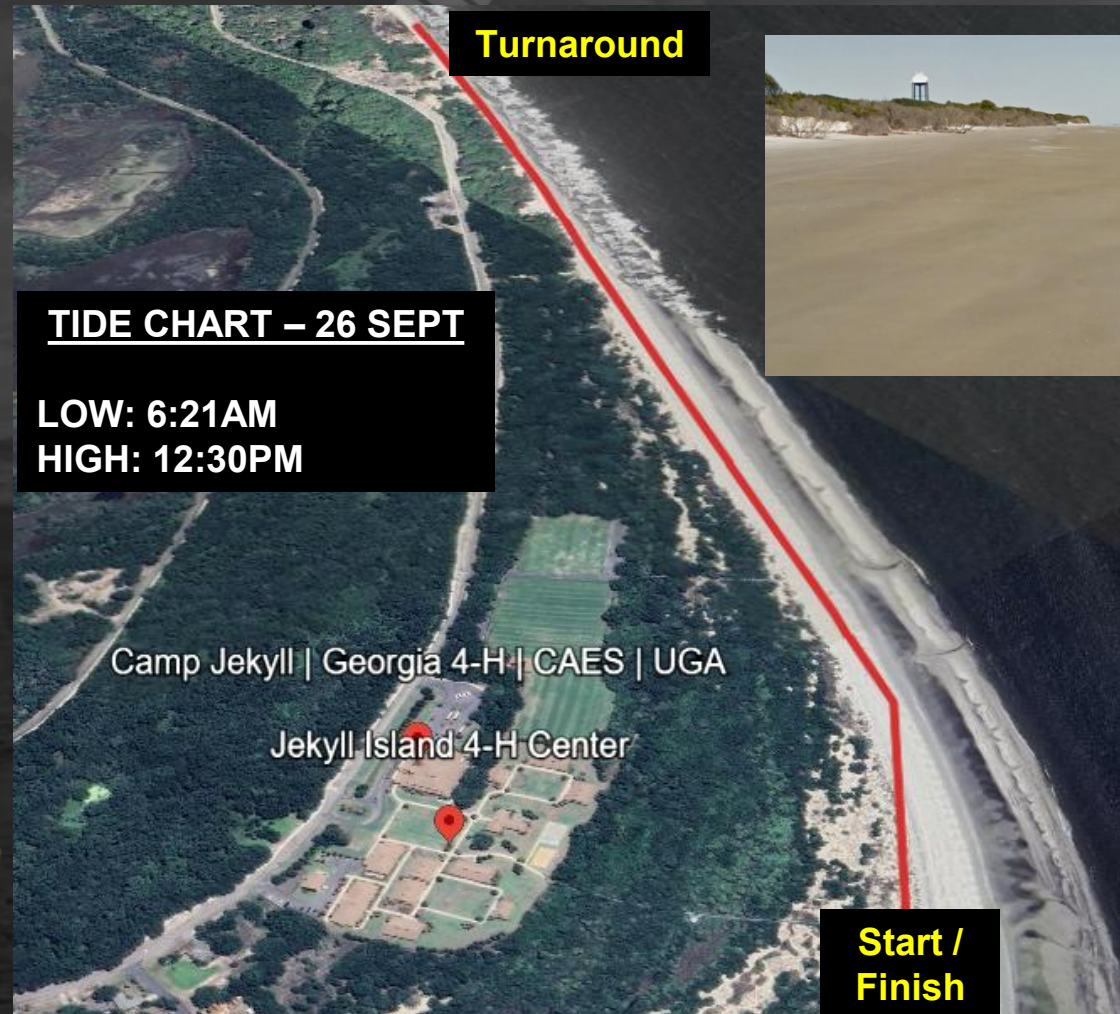 Turnaround
TIDE CHART – 26 SEPT
LOW: 6:21AM
HIGH: 12:30PM
Camp Jekyll | Georgia 4-H | CAES | UGA
Jekyll Island 4-H Center
Start /
Finish